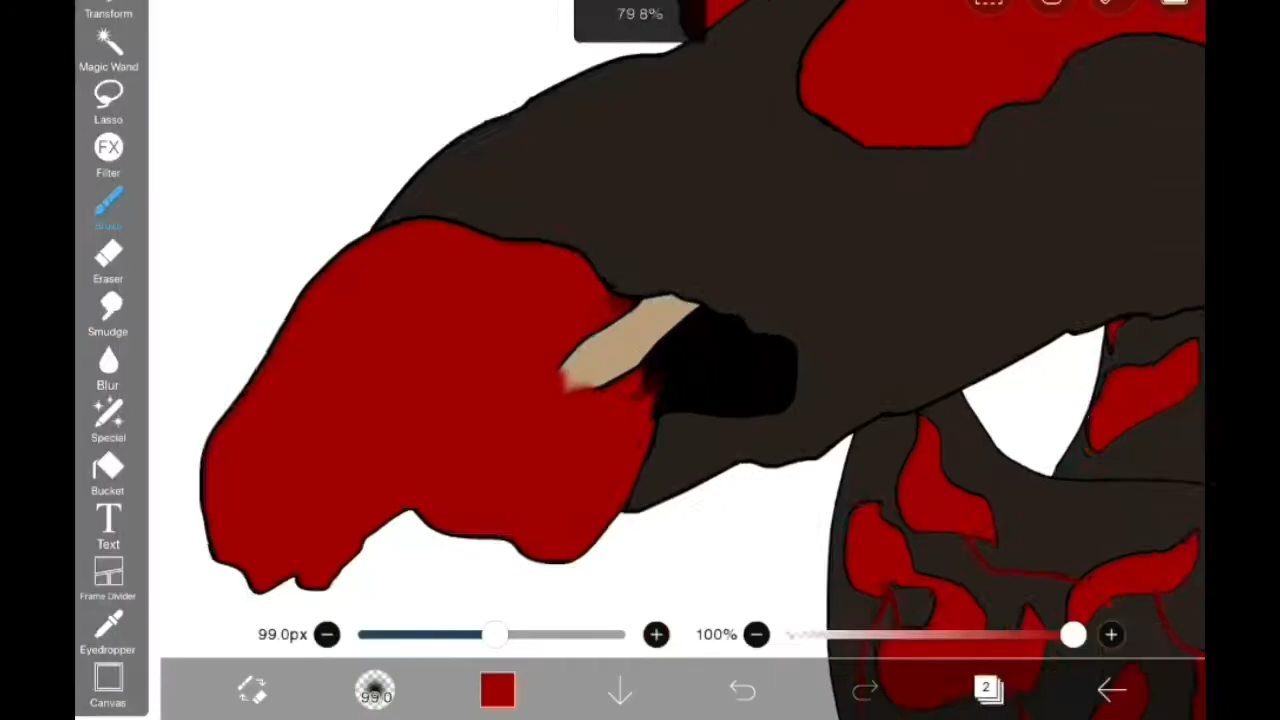 Transform
79 8%
Magic Wand
Lasso
FX
Filter
Brush
Eraser
Smudge
Blur
Special
Bucket
T
Text
Frame Divider
99.0px
100%
Eyedropper
99.0
2
Canvas